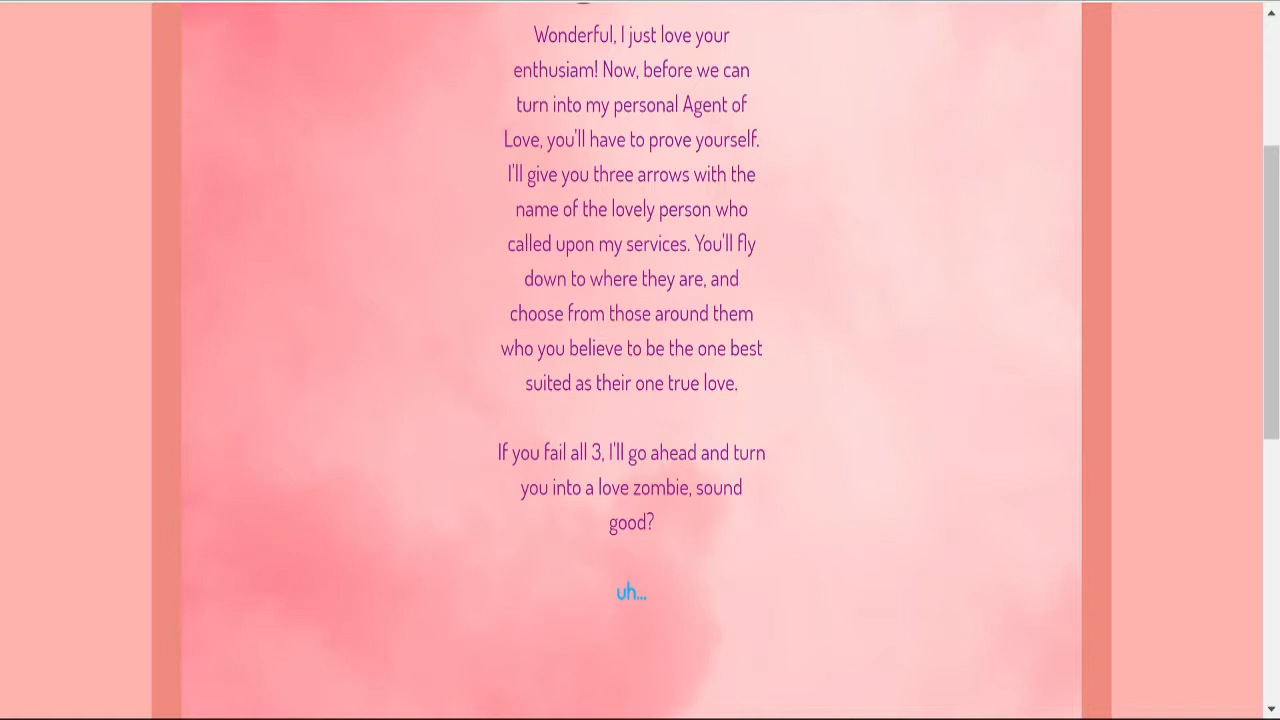 Wonderful, I just love your
enthusiam! Now, before we can
turn into my personal Agent of
Love, you'll have to prove yourself.
I'll give you three arrows with the
name of the lovely person who
called upon my services. You'll fly
down to where they are, and
choose from those around them
who you believe to be the one best
suited as their one true love.
If you fail all 3, I'll go ahead and turn
you into a love zombie, sound
good?
uh...